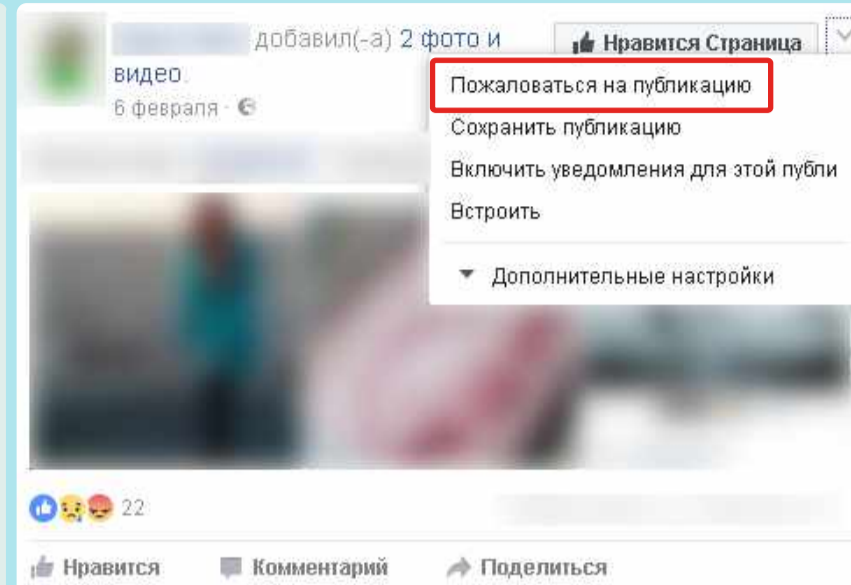 добавил(-а) 2 фото и
видео.
6 февраля ·
Нравится Страница
Пожаловаться на публикацию
Сохранить публикацию
Включить уведомления для этой публи
Встроить
Дополнительные настройки
22
Нравится Комментарий Поделиться